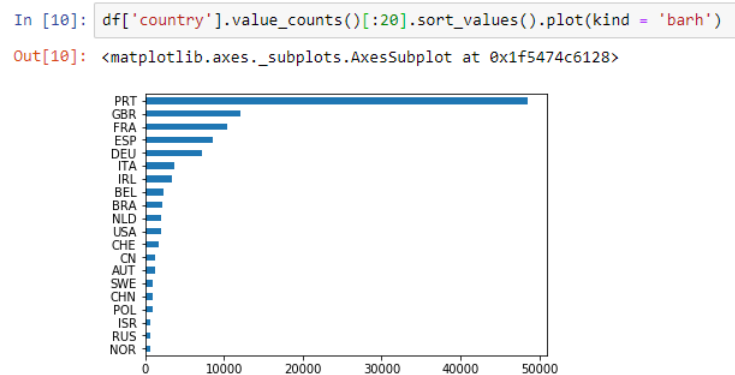 In [10]: df['country'].value_counts()[:20].sort_values().plot(kind = 'barh')
Out[10]: <matplotlib.axes._subplots.AxesSubplot at 0x1f5474c6128>
PRT
GBR
FRA
ESP
DEU
ITA
IRL
BEL
BRA
NLD
USA
CHE
CN
AUT
SWE
CHN
POL
ISR
RUS
NOR
0 10000 20000 30000 40000 50000